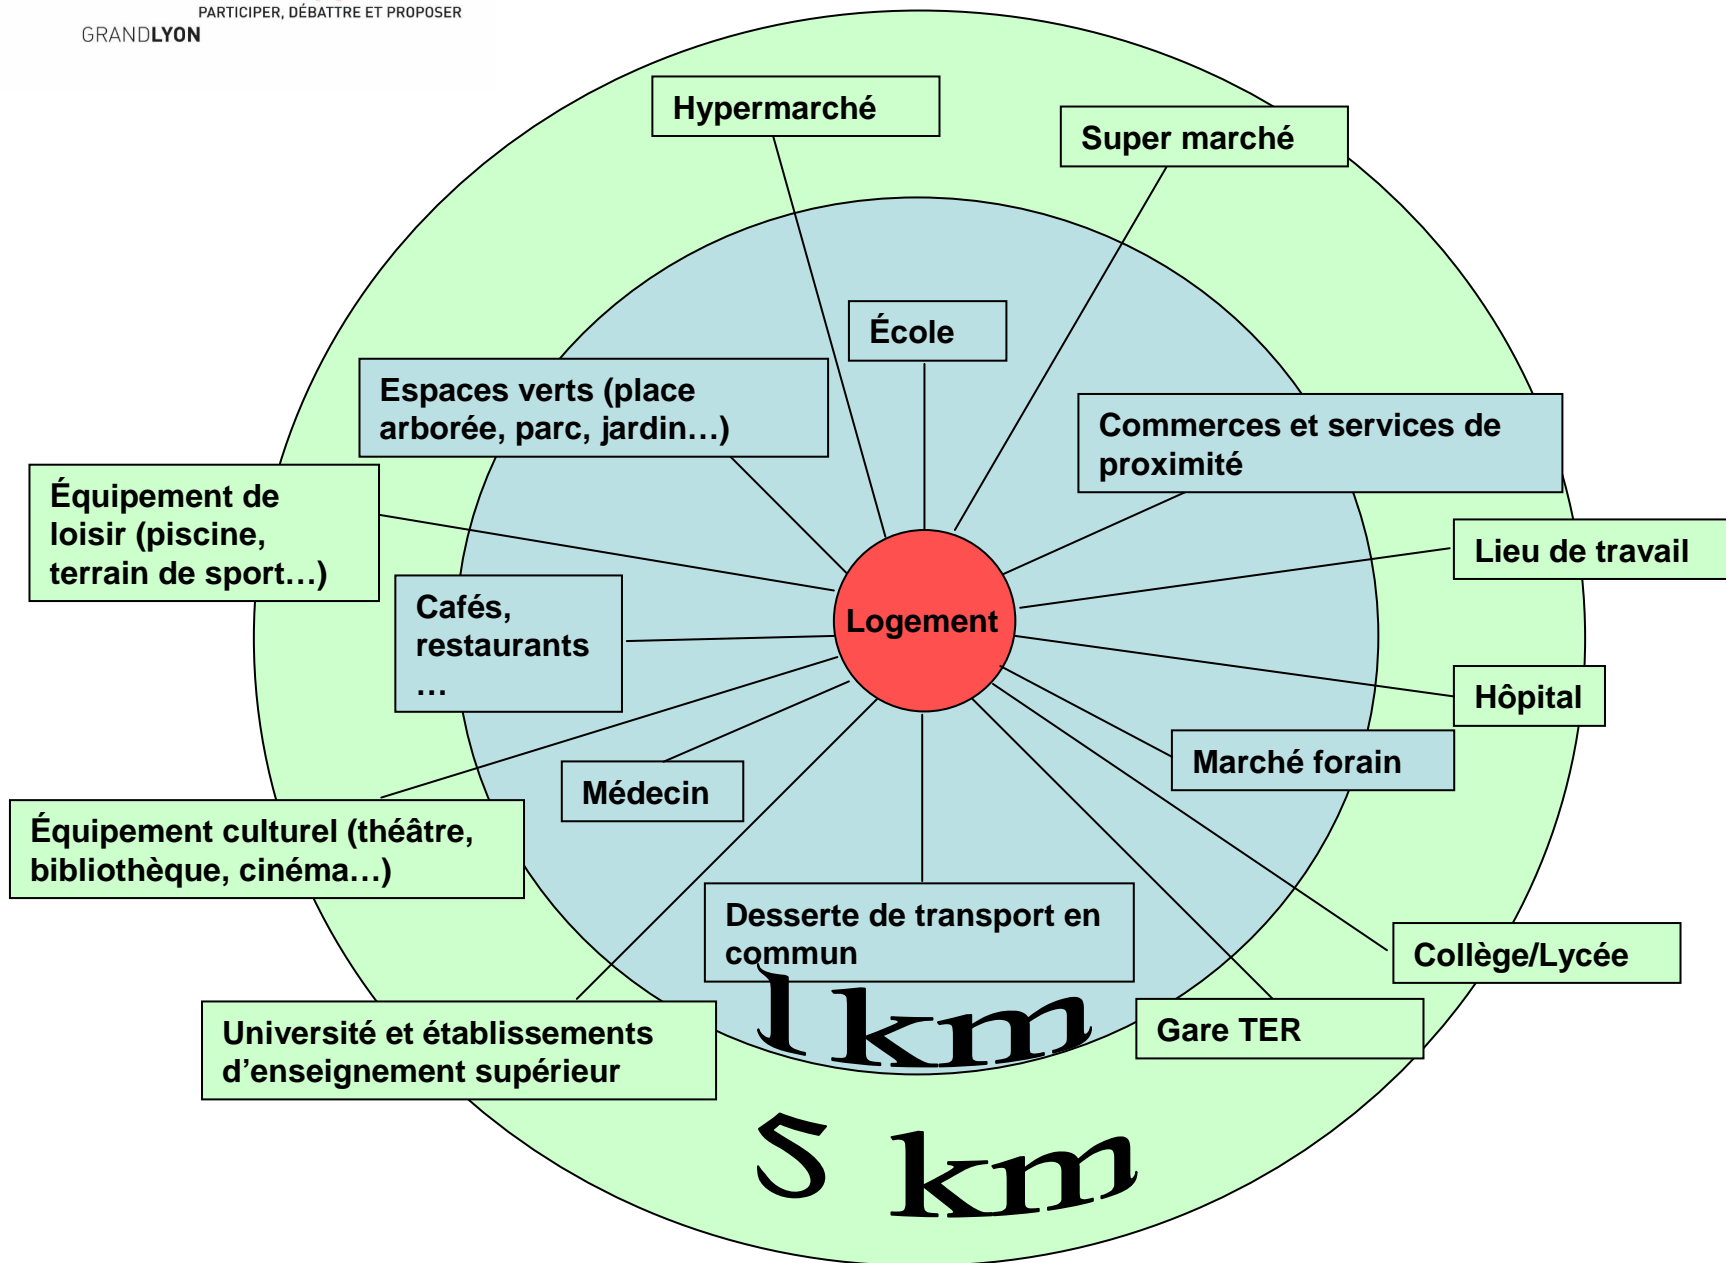 PARTICIPER, DÉBATTRE ET PROPOSER
GRANDLYON
Hypermarché
Super marché
École
Espaces verts (place
arborée, parc, jardin…)
Commerces et services de
proximité
Équipement de
loisir (piscine,
terrain de sport…)
Lieu de travail
Cafés,
restaurants
…
Logement
Hôpital
Marché forain
Médecin
Équipement culturel (théâtre,
bibliothèque, cinéma…)
Desserte de transport en
commun
Collège/Lycée
Gare TER
Université et établissements
d’enseignement supérieur
1 km
5 km